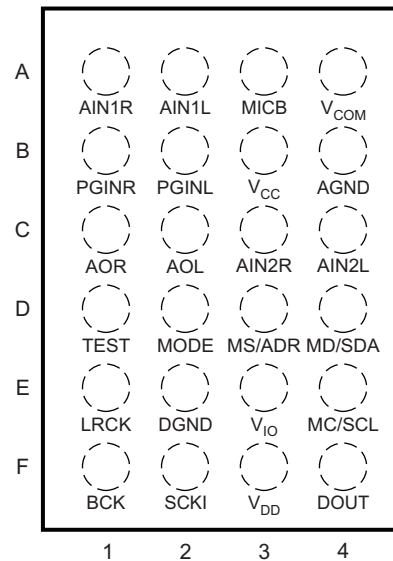 A
AIN1R AIN1L MICB VCOM
B
PGINR PGINL VCC AGND
C
AOR AOL AIN2R AIN2L
D
TEST MODE MS/ADR MD/SDA
E
LRCK DGND VIO MC/SCL
F
BCK SCKI VDD DOUT
1 2 3 4